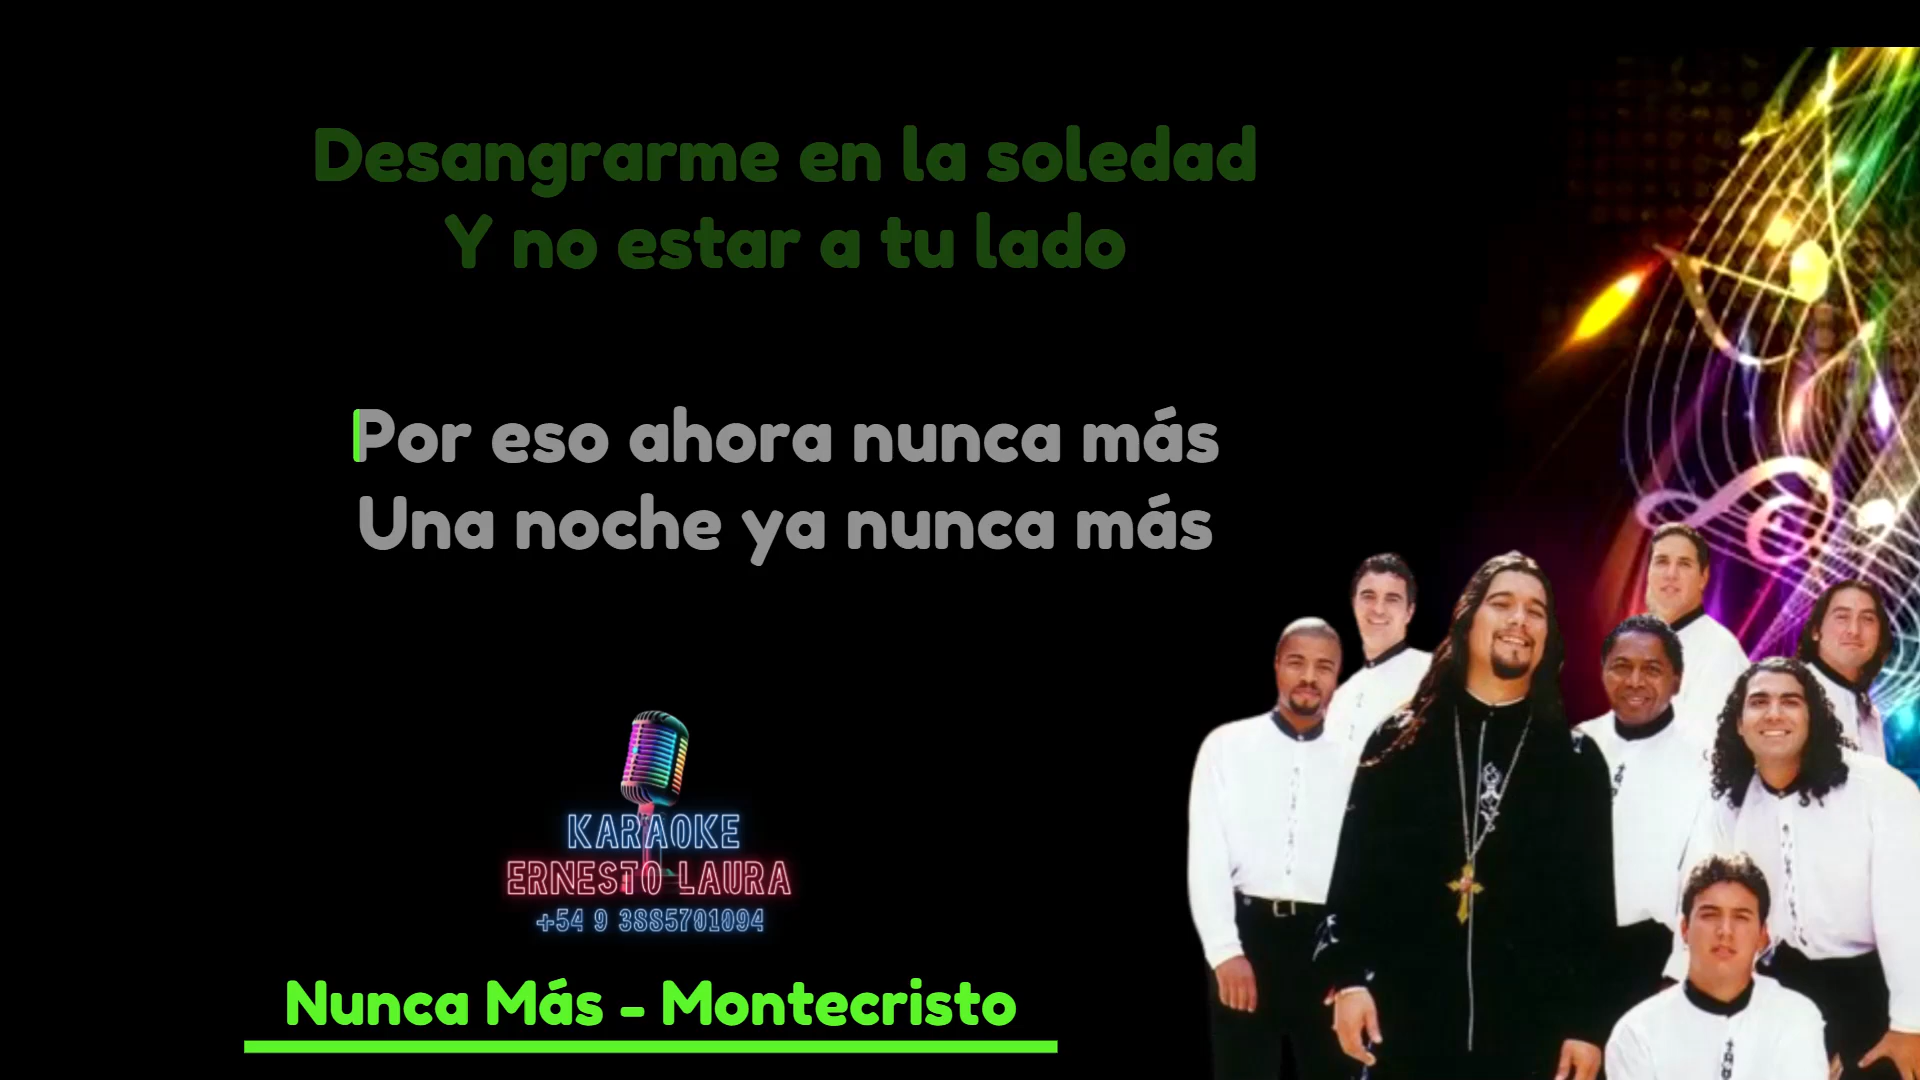 Desangrarme en la soledad
Y no estar a tu lado
Por eso ahora nunca más
Una noche ya nunca más
KARAOKE
ERNESTO LAURA
+54 9 3885701094
Nunca Más - Montecristo